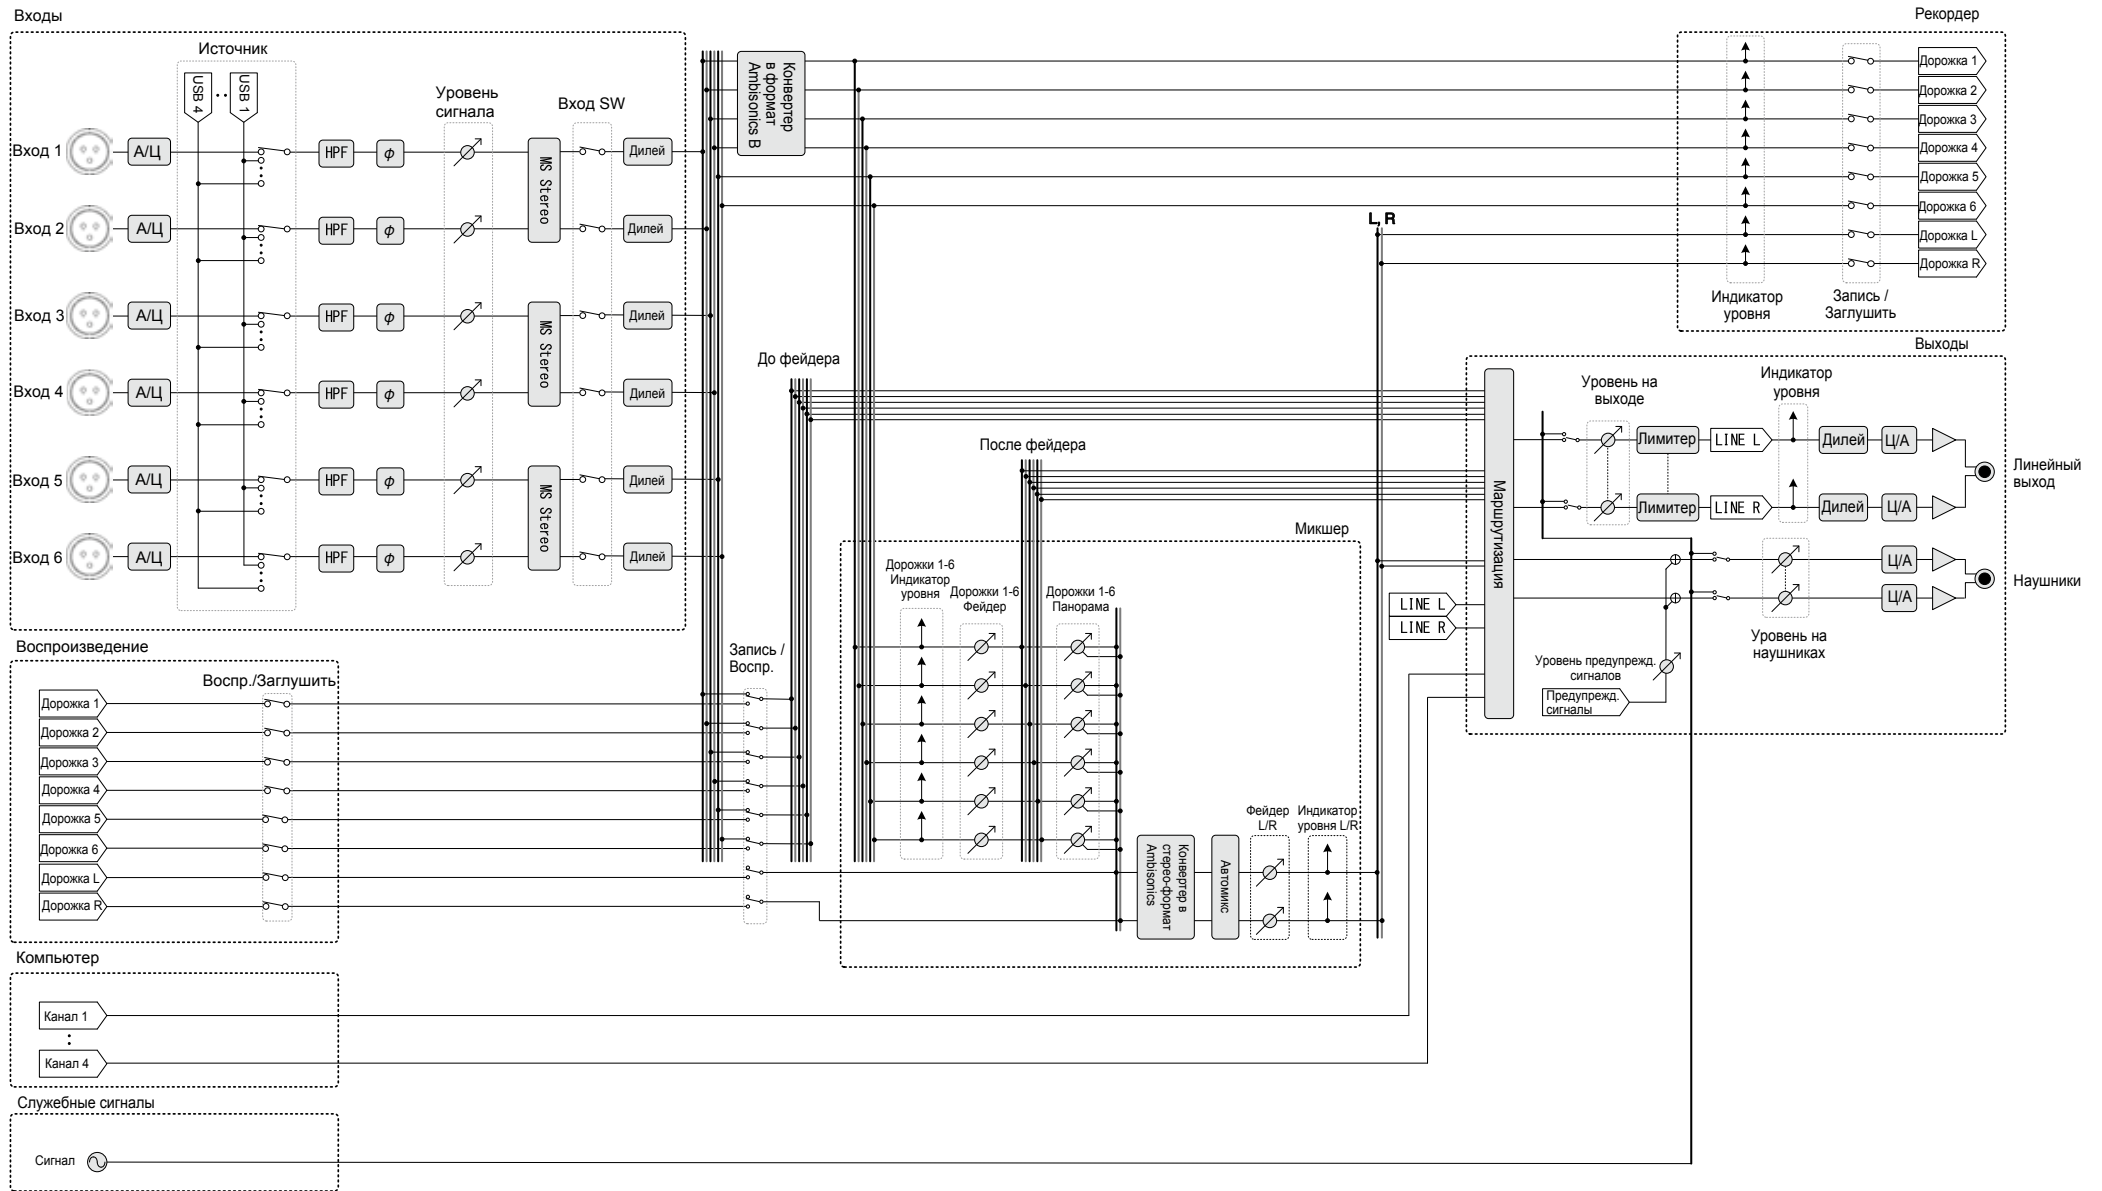 Входы
Источник
USB 4
USB 1
Уровень
сигнала
Вход SW
Вход 1
А/Ц
HPF
ϕ
MS Stereo
Дилей
Вход 2
А/Ц
HPF
ϕ
Дилей
Вход 3
А/Ц
HPF
ϕ
MS Stereo
Дилей
Вход 4
А/Ц
HPF
ϕ
Дилей
Вход 5
А/Ц
HPF
ϕ
MS Stereo
Дилей
Вход 6
А/Ц
HPF
ϕ
Дилей
Конвертер
в формат
Ambisonics B
Рекордер
Дорожка 1
Дорожка 2
Дорожка 3
Дорожка 4
Дорожка 5
Дорожка 6
Дорожка L
Дорожка R
L, R
Индикатор
уровня
Запись /
Заглушить
До фейдера
После фейдера
Выходы
Маршрутизация
Уровень на
выходе
Индикатор
уровня
Лимитер
LINE L
Дилей
Ц/А
Лимитер
LINE R
Дилей
Ц/А
Линейный
выход
Ц/А
Ц/А
Наушники
LINE L
LINE R
Уровень на
наушниках
Уровень предупрежд.
сигналов
Предупрежд.
сигналы
Микшер
Дорожки 1-6
Индикатор
уровня
Дорожки 1-6
Фейдер
Дорожки 1-6
Панорама
Конвертер в
стерео-формат
Ambisonics
Автомикс
Фейдер
L/R
Индикатор
уровня L/R
Воспроизведение
Воспр./Заглушить
Запись /
Воспр.
Дорожка 1
Дорожка 2
Дорожка 3
Дорожка 4
Дорожка 5
Дорожка 6
Дорожка L
Дорожка R
Компьютер
Канал 1
Канал 4
Служебные сигналы
Сигнал